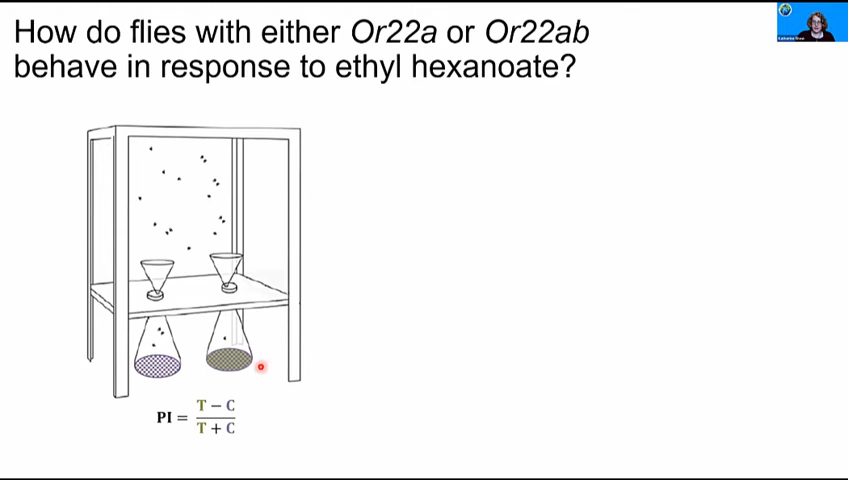 How do flies with either Or22a or Or22ab
behave in response to ethyl hexanoate?
PI = T − C
T + C